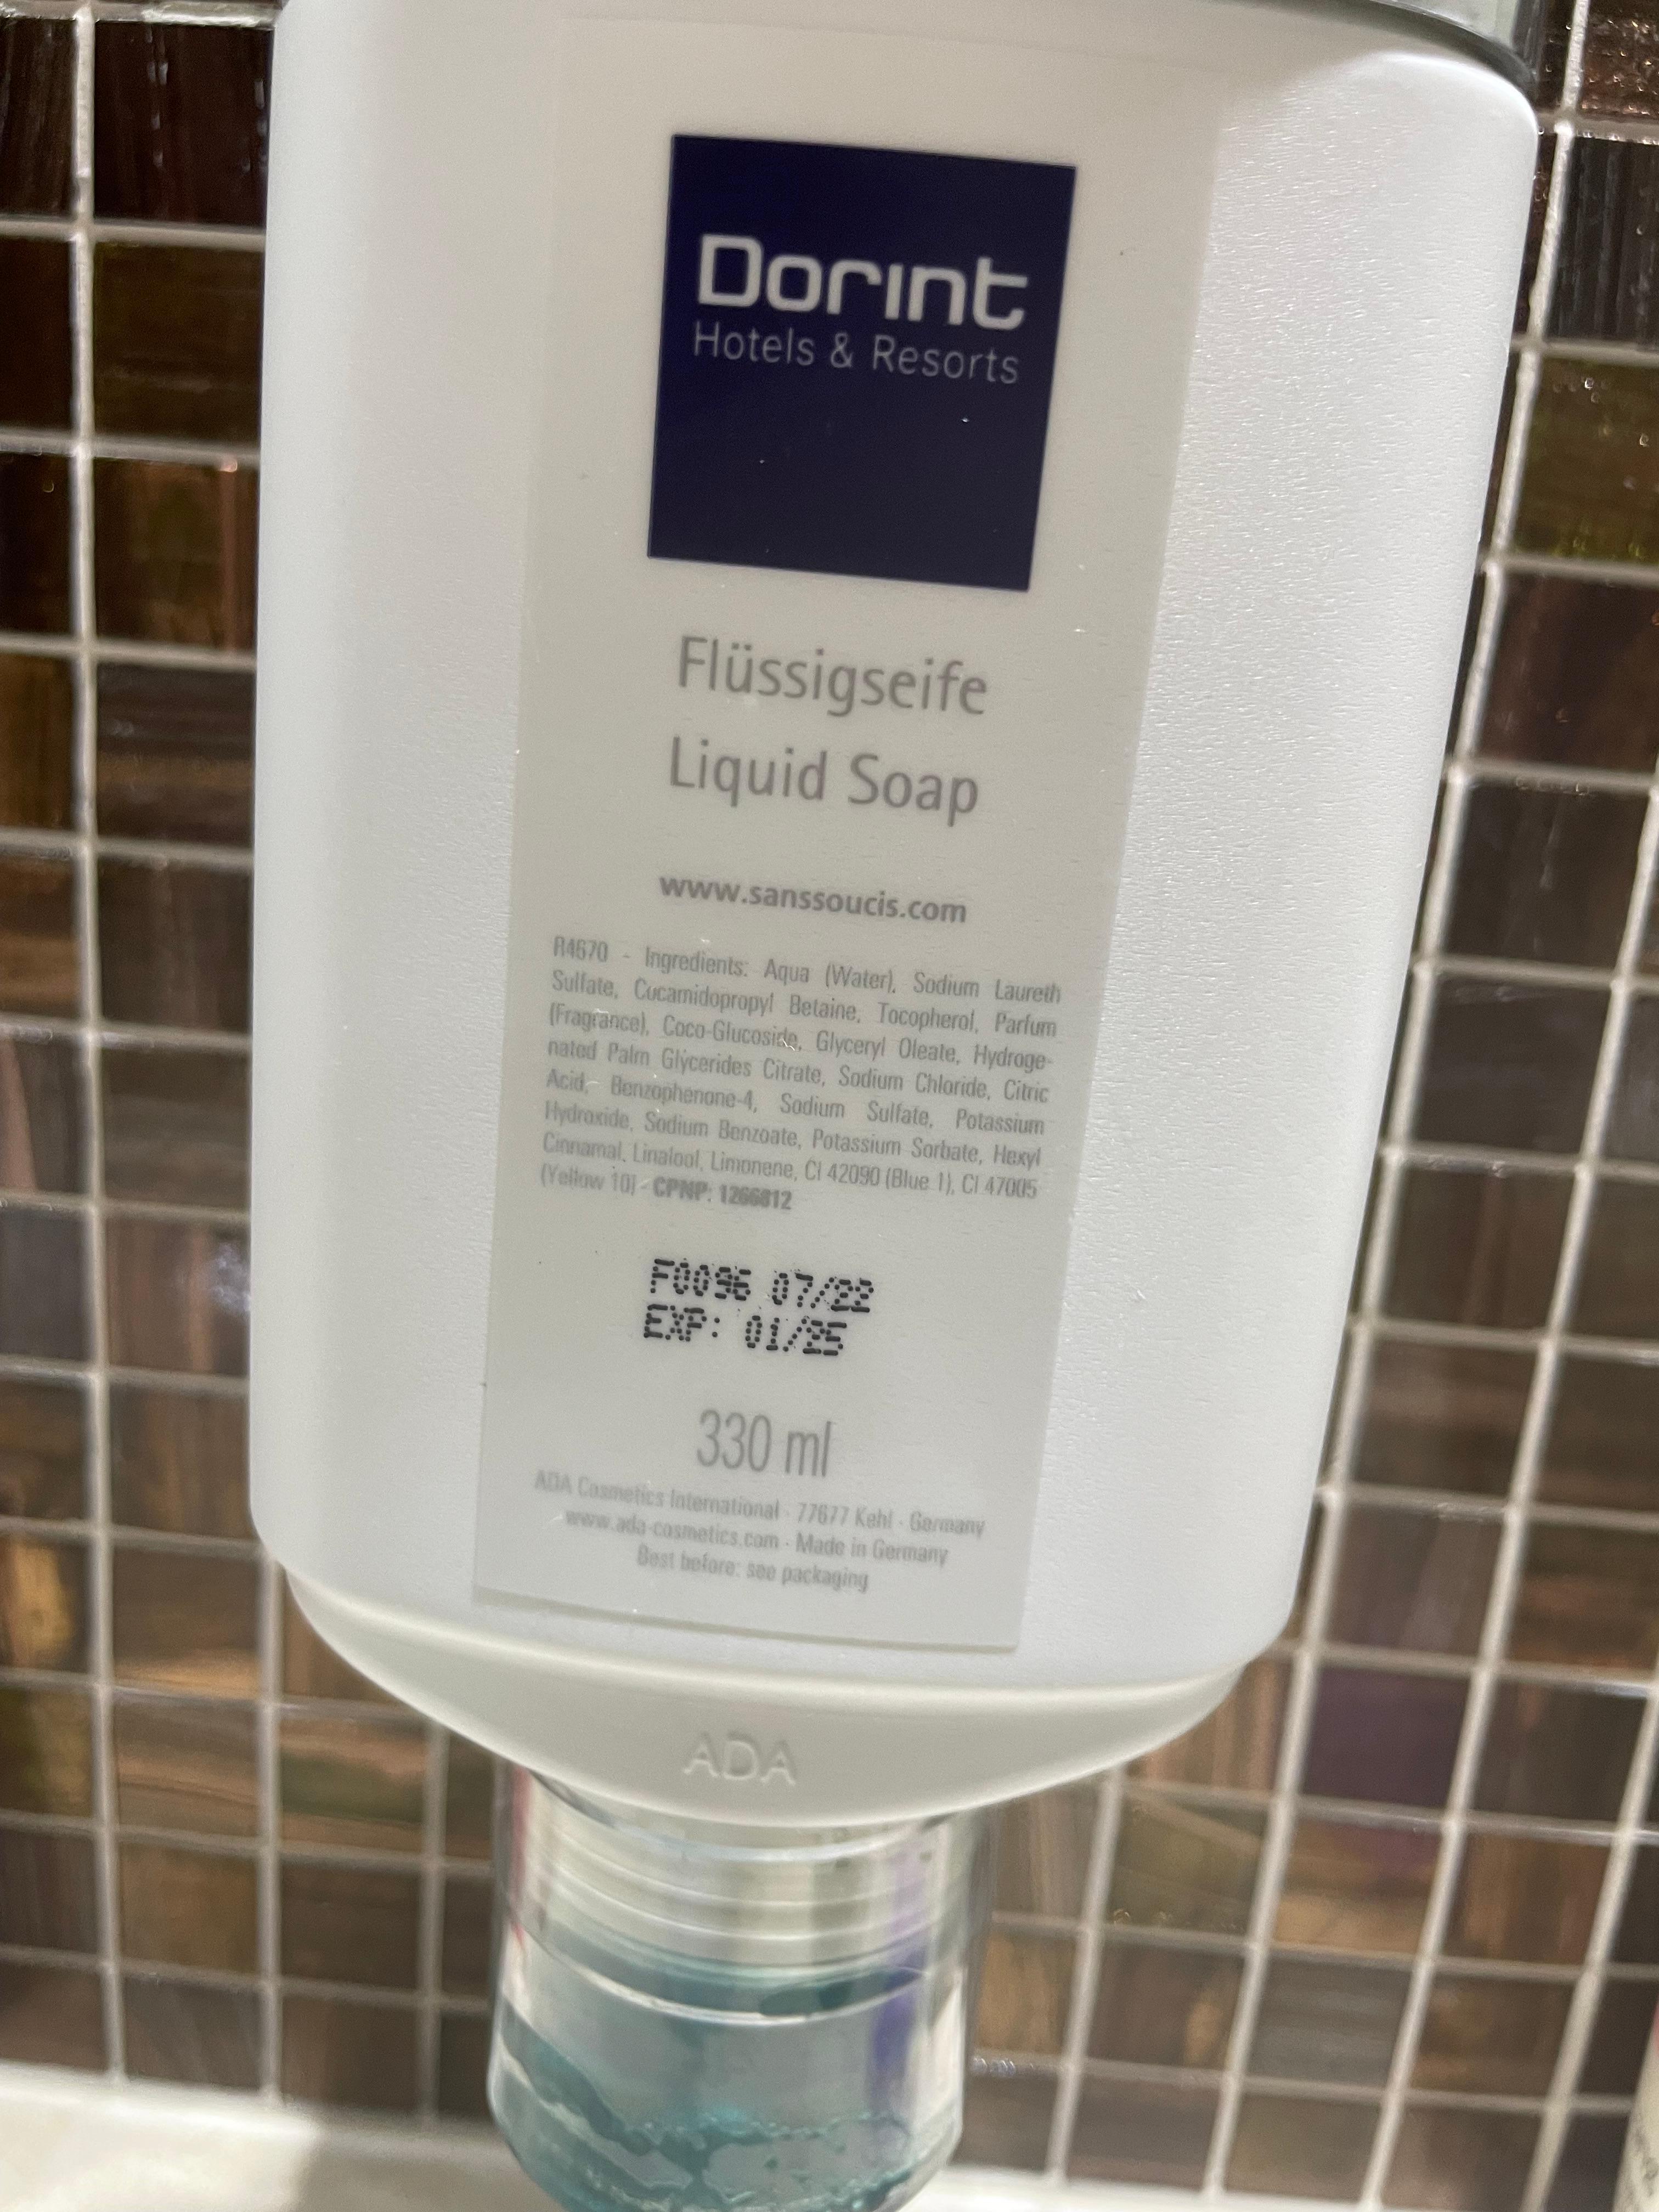 Dorint
Hotels & Resorts
Flüssigseife
Liquid Soap
www.sanssoucis.com
R4670 - Ingredients: Aqua (Water), Sodium Laureth
Sulfate, Cocamidopropyl Betaine, Tocopherol, Parfum
(Fragrance), Coco-Glucoside, Glyceryl Oleate, Hydroge-
nated Palm Glycerides Citrate, Sodium Chloride, Citric
Acid, Benzophenone-4, Sodium Sulfate, Potassium
Hydroxide, Sodium Benzoate, Potassium Sorbate, Hexyl
Cinnamal, Linalool, Limonene, CI 42090 (Blue 1), CI 47005
(Yellow 10) - CPNP: 1266812
F0096 07/22
EXP: 01/25
330 ml
ADA Cosmetics International · 77677 Kehl · Germany
www.ada-cosmetics.com · Made in Germany
Best before: see packaging
ADA